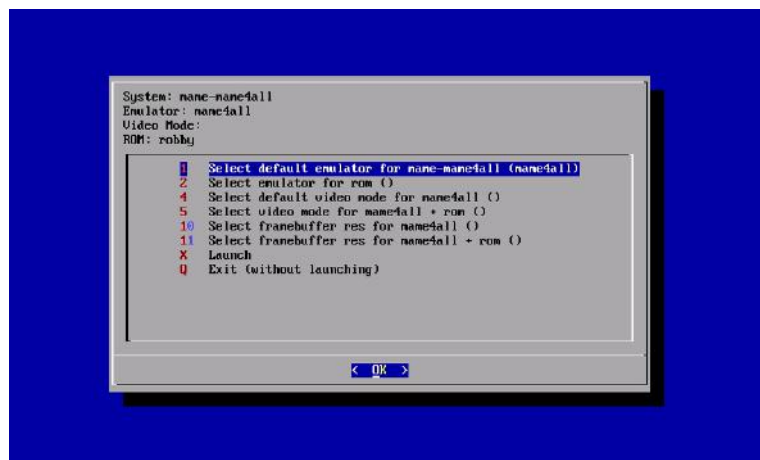 System: mame-mame4all
Emulator: mame4all
Video Mode:
ROM: robby
1 Select default emulator for mame-mame4all (mame4all)
2 Select emulator for rom ()
4 Select default video mode for mame4all ()
5 Select video mode for mame4all + rom ()
10 Select framebuffer res for mame4all ()
11 Select framebuffer res for mame4all + rom ()
X Launch
Q Exit (without launching)
< OK >